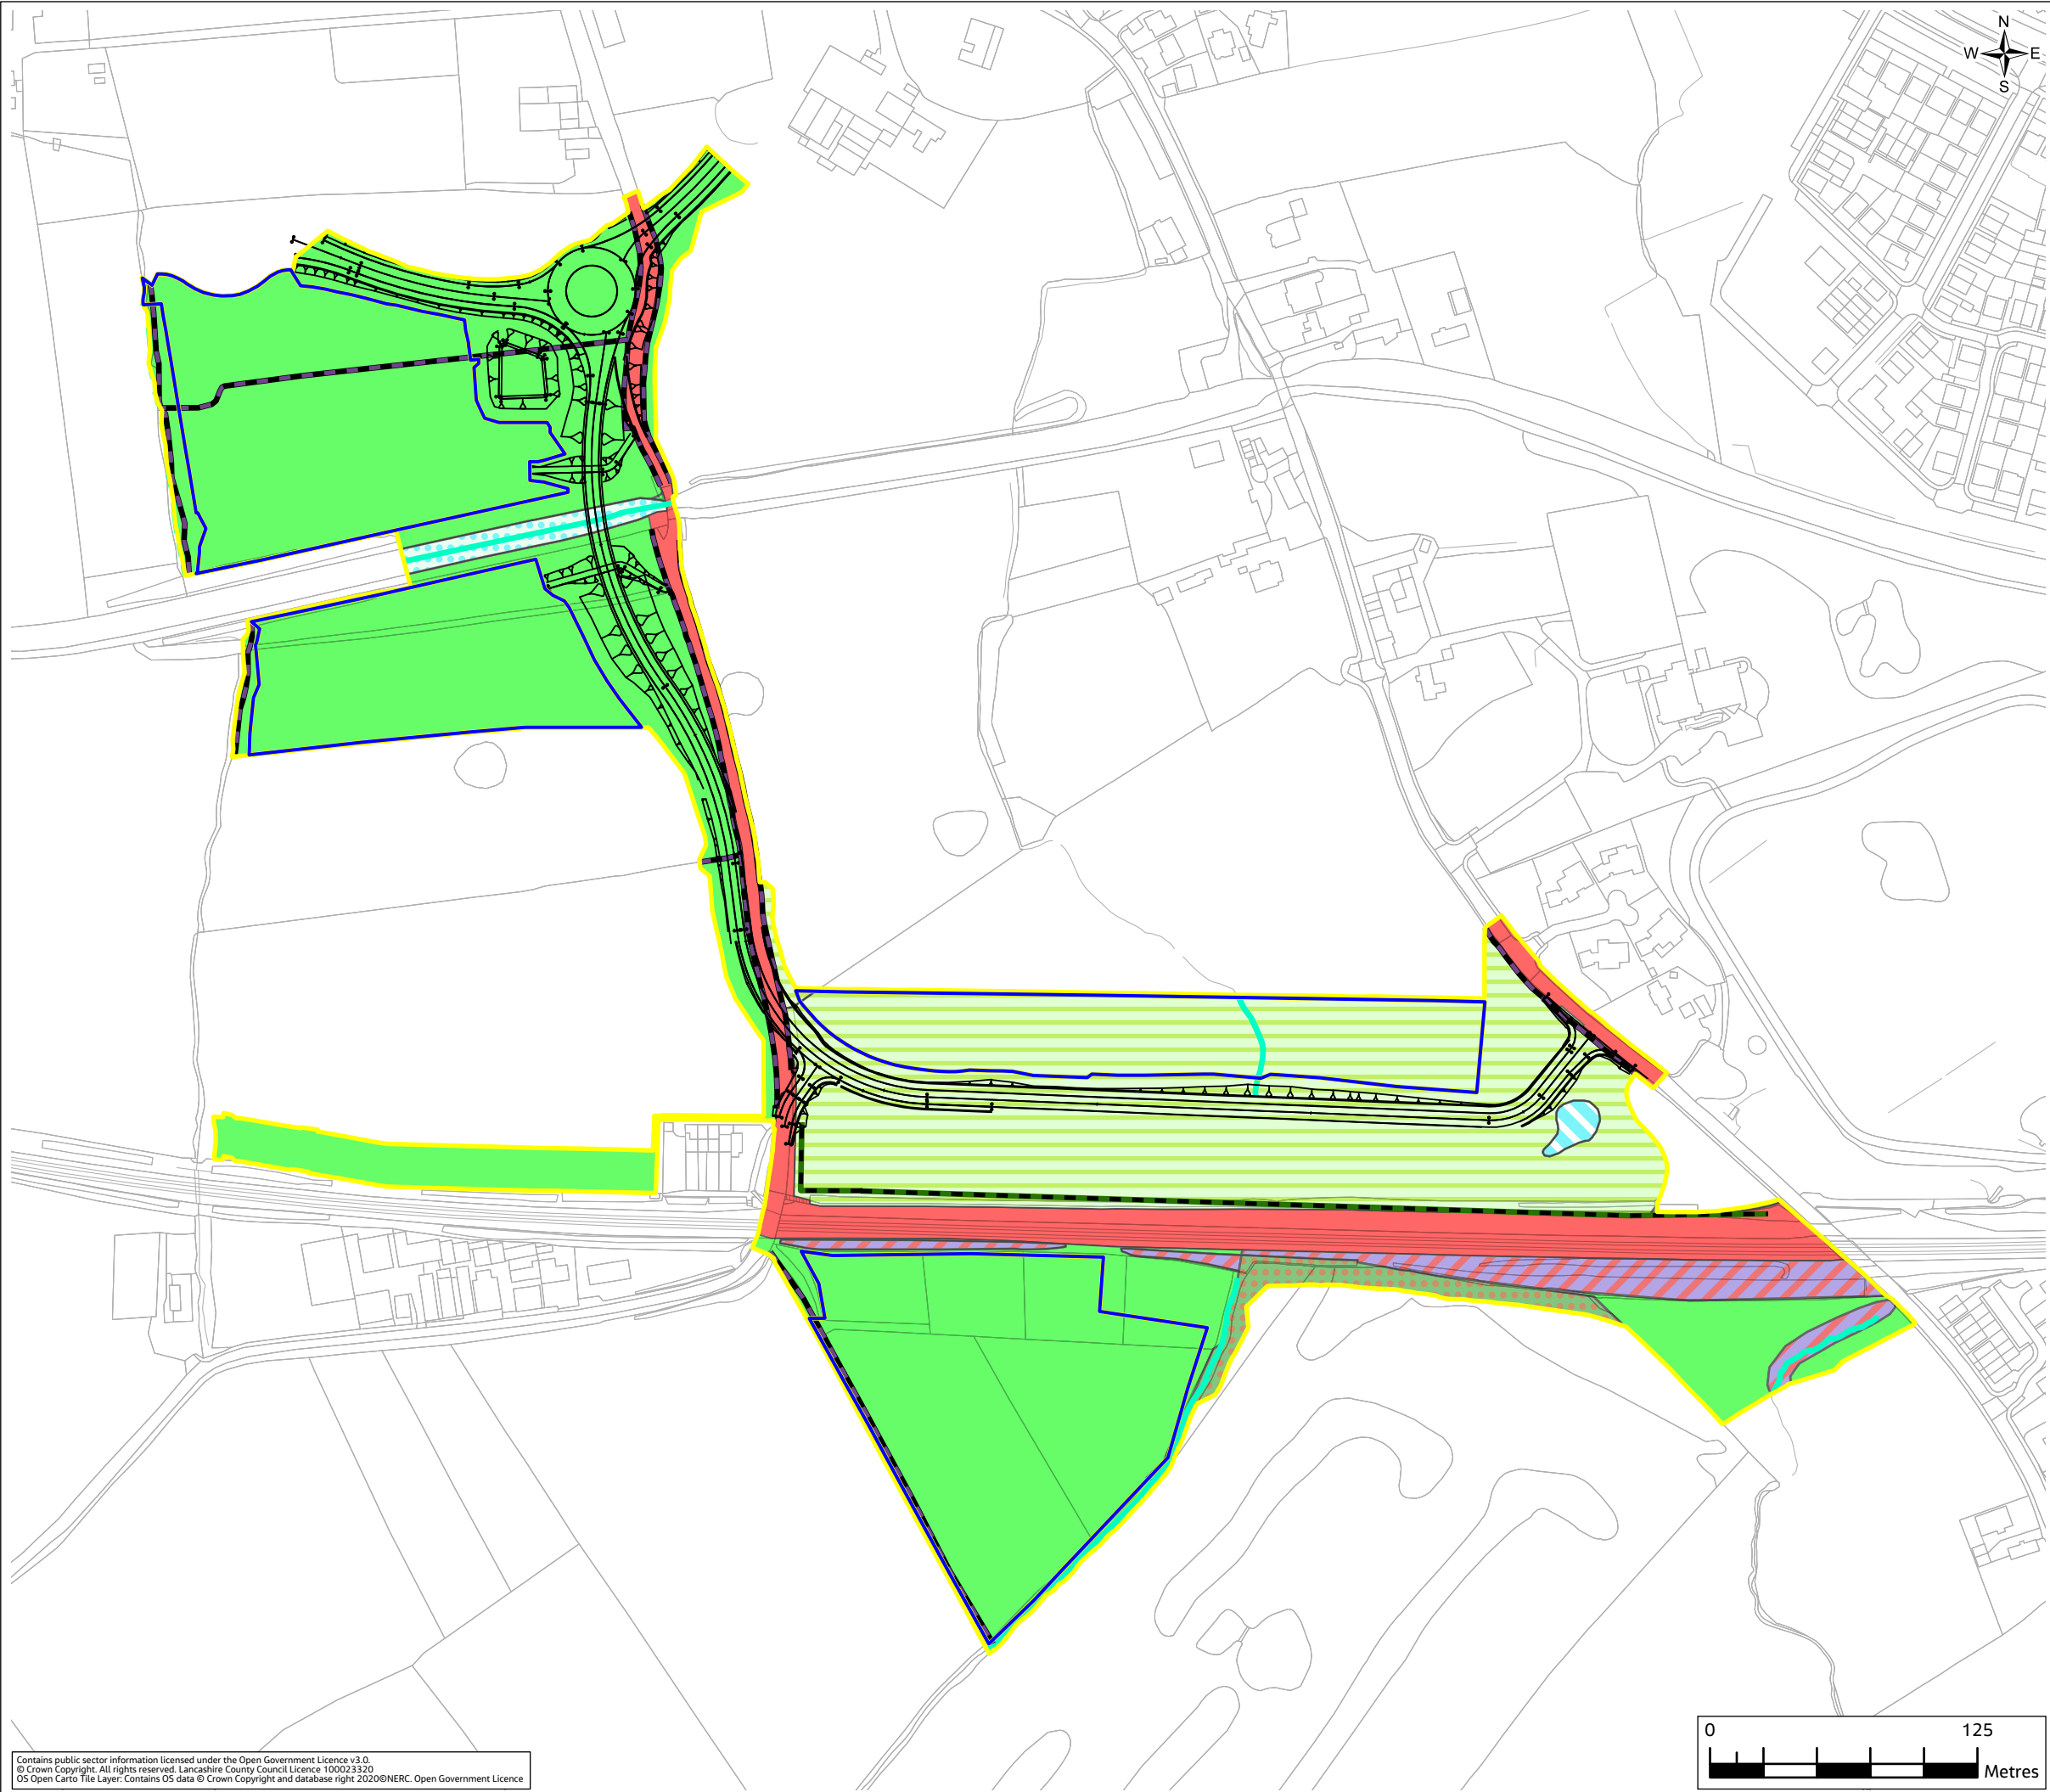 N
W E
S
0 125
Metres
Contains public sector information licensed under the Open Government Licence v3.0.
© Crown Copyright. All rights reserved. Lancashire County Council Licence 100023320
OS Open Carto Tile Layer: Contains OS data © Crown Copyright and database right 2020©NERC. Open Government Licence